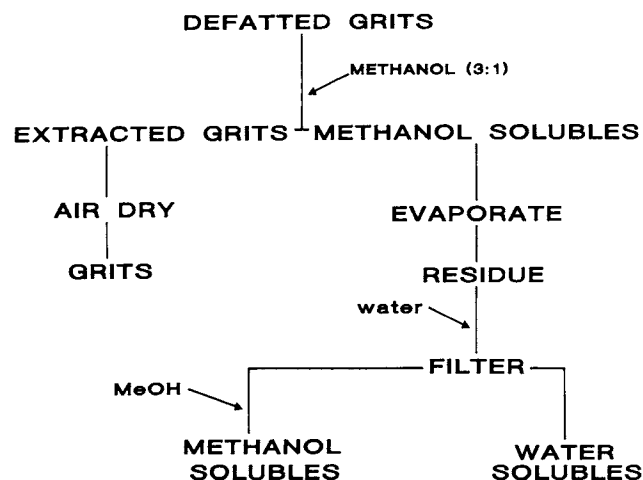 DEFATTED GRITS
METHANOL (3:1)
EXTRACTED GRITS
METHANOL SOLUBLES
AIR DRY
EVAPORATE
GRITS
RESIDUE
water
FILTER
MeOH
METHANOL
SOLUBLES
WATER
SOLUBLES